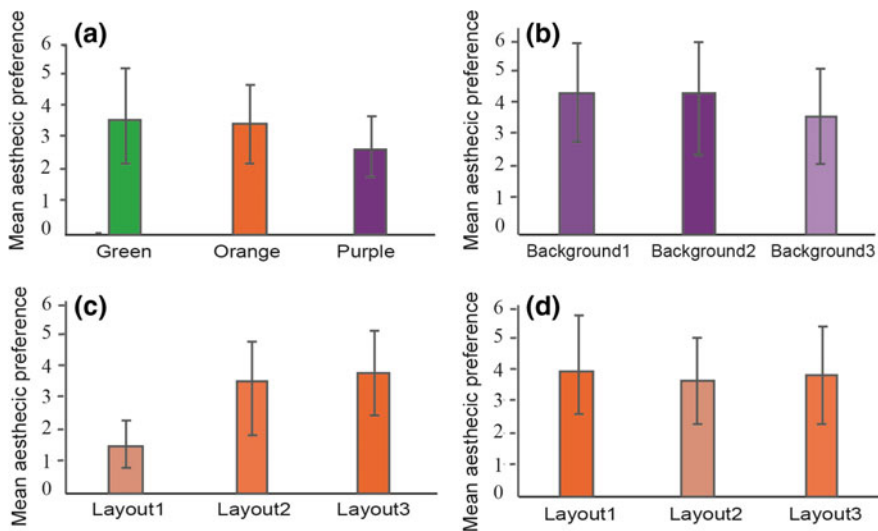 (a)
Mean aesthecic preference
6
5
4
3
2
1
0
Green Orange Purple
(b)
Mean aesthecic preference
6
5
4
3
2
1
0
Background1 Background2 Background3
(c)
Mean aesthecic preference
6
5
4
3
2
1
0
Layout1 Layout2 Layout3
(d)
Mean aesthecic preference
6
5
4
3
2
1
0
Layout1 Layout2 Layout3